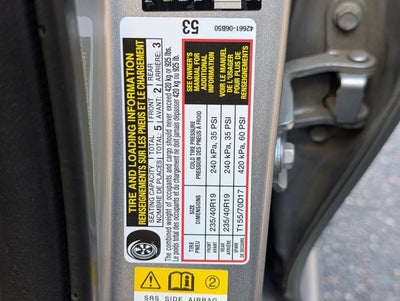 TIRE AND LOADING INFORMATION
RENSEIGNEMENTS SUR LES PNEUS ET LE CHARGEMENT
SEATING CAPACITY TOTAL: 5 FRONT: 2 REAR: 3
NOMBRE DE PLACES TOTAL: 5 AVANT: 2 ARRIÈRE: 3
The combined weight of occupants and cargo should never exceed 420 kg or 925 lbs.
Le poids total des occupants et du chargement ne doit jamais dépasser 420 kg ou 925 lb.
TIRE SIZE COLD TIRE PRESSURE
PNEU DIMENSIONS PRESSION DES PNEUS À FROID
FRONT
AVANT 235/40R19 240 kPa, 35 PSI
REAR
ARRIÈRE 235/40R19 240 kPa, 35 PSI
SPARE
DE SECOURS T155/70D17 420 kPa, 60 PSI
SEE OWNER'S
MANUAL FOR
ADDITIONAL
INFORMATION
VOIR LE MANUEL
DE L'USAGER
POUR PLUS DE
RENSEIGNEMENTS
53
42661-06B50
2
SRS SIDE AIRBAG